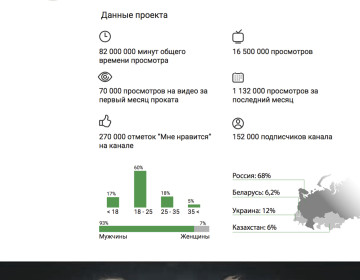 Данные проекта
82 000 000 минут общего
времени просмотра
16 500 000 просмотров
70 000 просмотров на видео за
первый месяц проката
1 132 000 просмотров за
последний месяц
270 000 отметок "Мне нравится"
на канале
152 000 подписчиков канала
17%
60%
18%
5%
< 18
18 - 25
25 - 35
35 <
93%
7%
Мужчины
Женщины
Россия: 68%
Беларусь: 6,2%
Украина: 12%
Казахстан: 6%